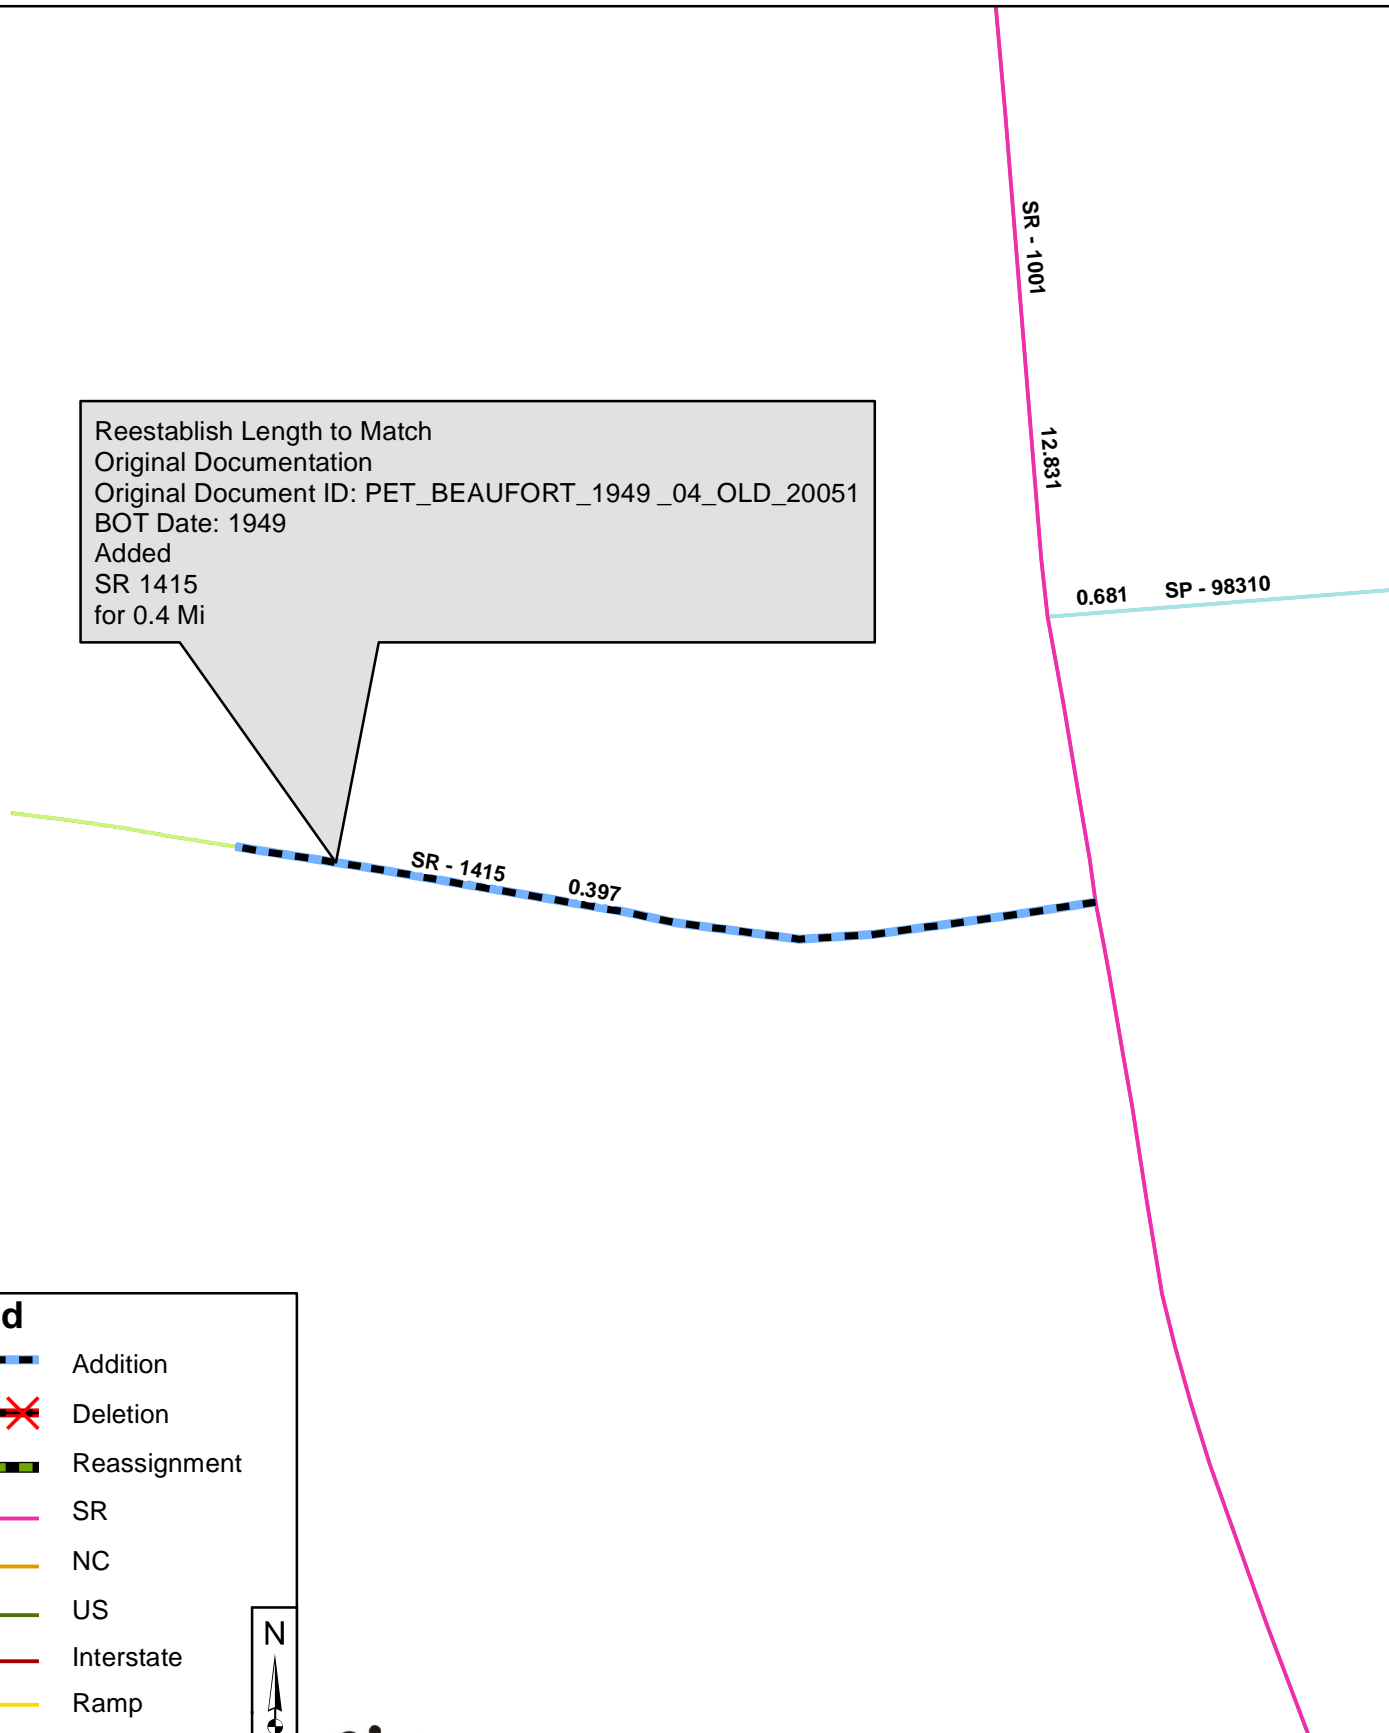 SR - 1001
12.831
Reestablish Length to Match
Original Documentation
Original Document ID: PET_BEAUFORT_1949 _04_OLD_20051
BOT Date: 1949
Added
SR 1415
for 0.4 Mi
0.681 SP - 98310
SR - 1415 0.397
d
Addition
Deletion
Reassignment
SR
NC
US
Interstate
Ramp
N